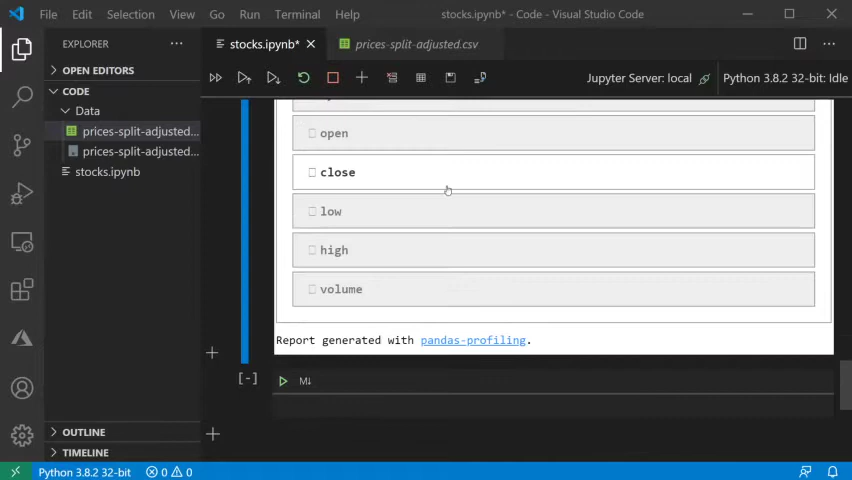 File Edit Selection View Go Run Terminal Help stocks.ipynb* - Code - Visual Studio Code
EXPLORER
stocks.ipynb*
prices-split-adjusted.csv
OPEN EDITORS
CODE
Data
prices-split-adjusted...
prices-split-adjusted...
stocks.ipynb
Jupyter Server: local Python 3.8.2 32-bit: Idle
open
close
low
high
volume
Report generated with pandas-profiling.
[-] M↓
OUTLINE
TIMELINE
Python 3.8.2 32-bit 0 0